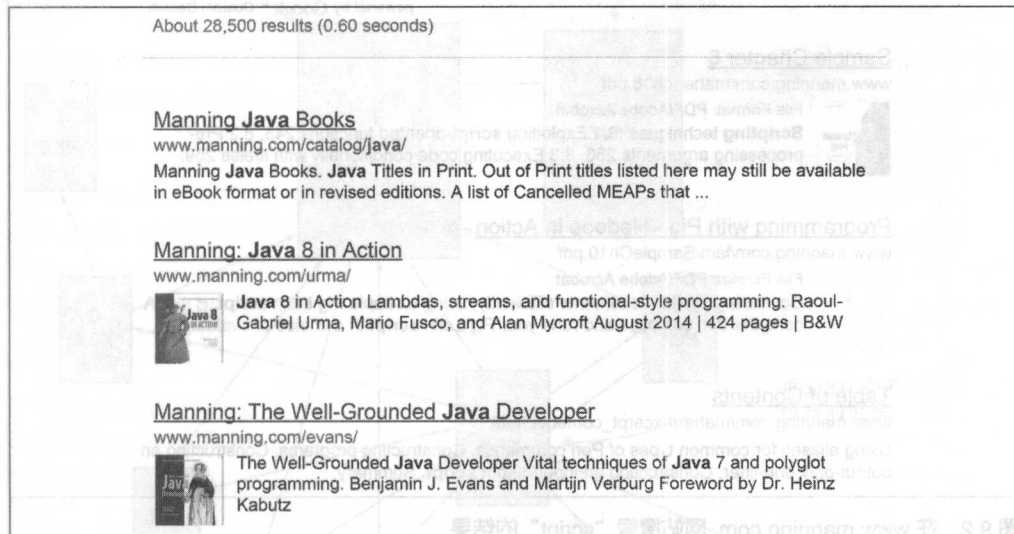 About 28,500 results (0.60 seconds)
Manning Java Books
www.manning.com/catalog/java/
Manning Java Books. Java Titles in Print. Out of Print titles listed here may still be available
in eBook format or in revised editions. A list of Cancelled MEAPs that ...
Manning: Java 8 in Action
www.manning.com/urma/
Java 8 in Action Lambdas, streams, and functional-style programming. Raoul-
Gabriel Urma, Mario Fusco, and Alan Mycroft August 2014 | 424 pages | B&W
Java 8
IN ACTION
Manning: The Well-Grounded Java Developer
www.manning.com/evans/
The Well-Grounded Java Developer Vital techniques of Java 7 and polyglot
programming. Benjamin J. Evans and Martijn Verburg Foreword by Dr. Heinz
Kabutz
Java